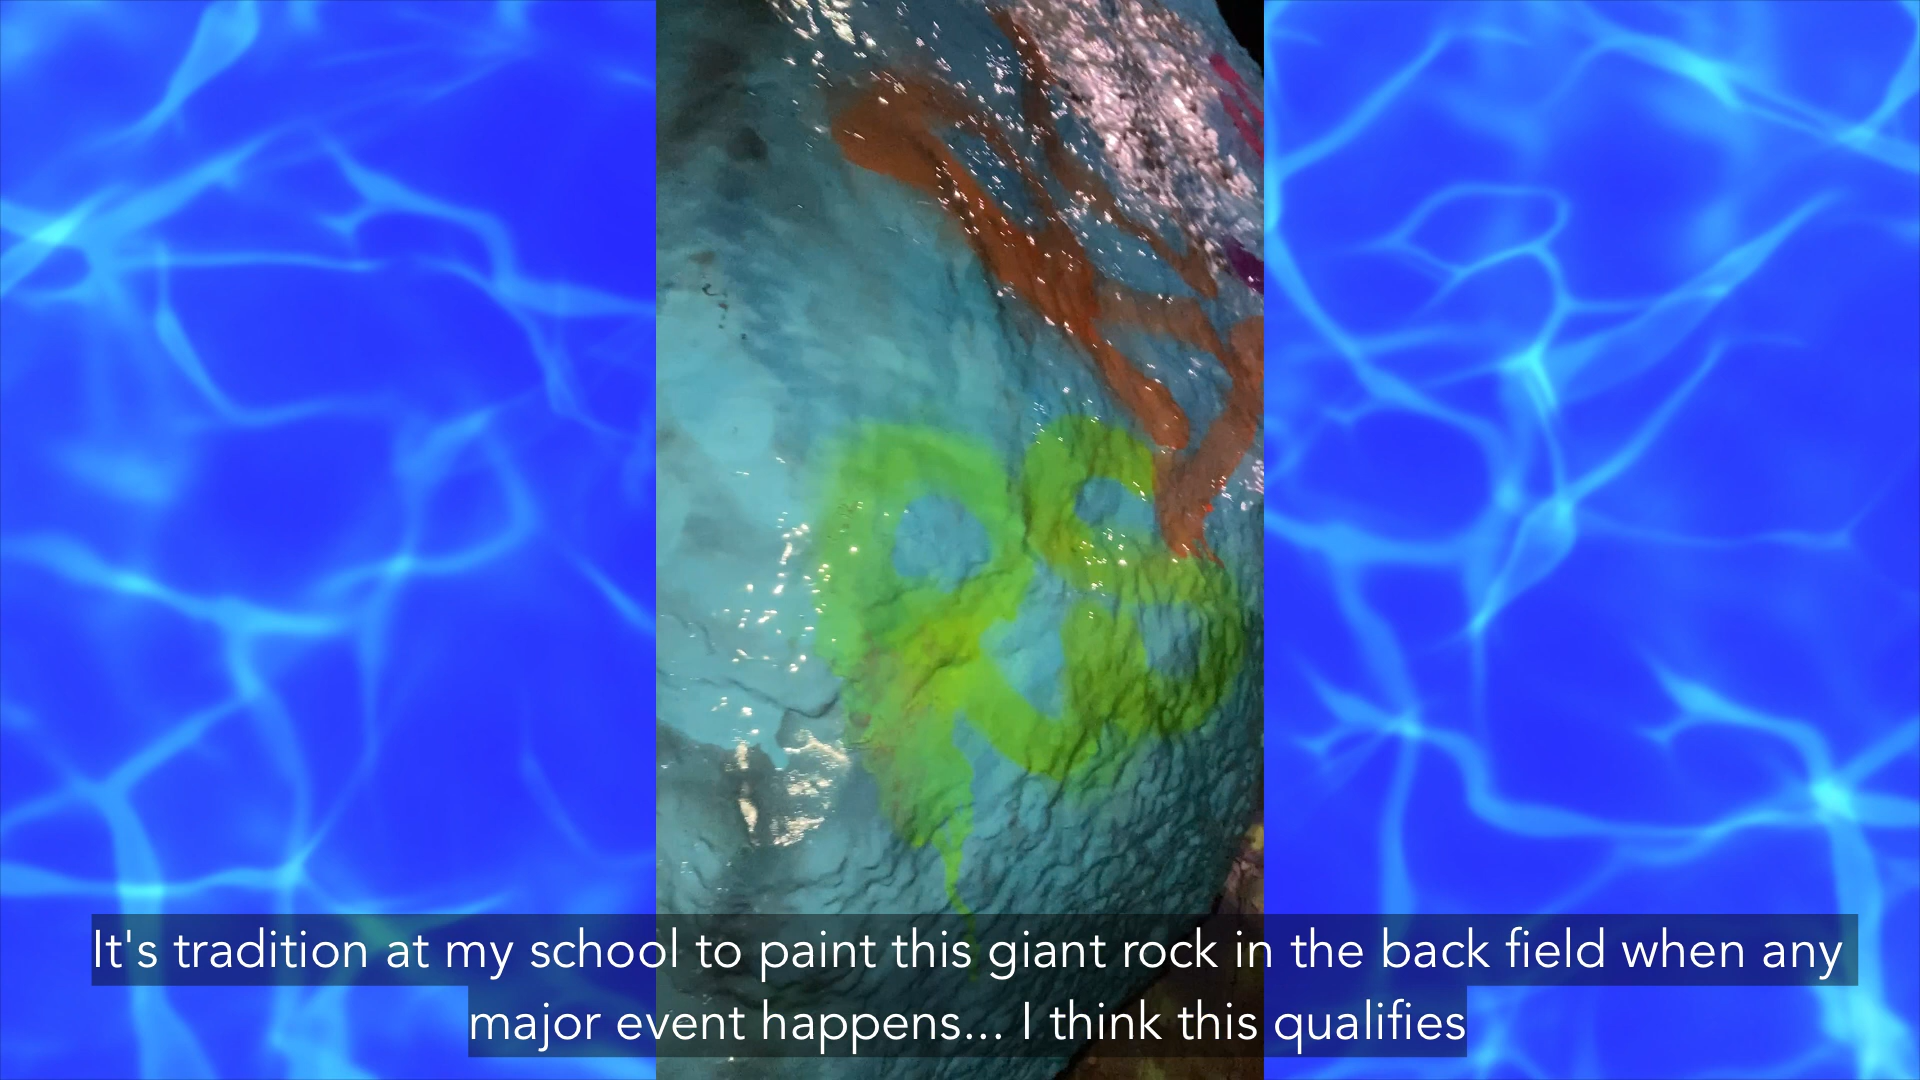 It's tradition at my school to paint this giant rock in the back field when any
major event happens... I think this qualifies